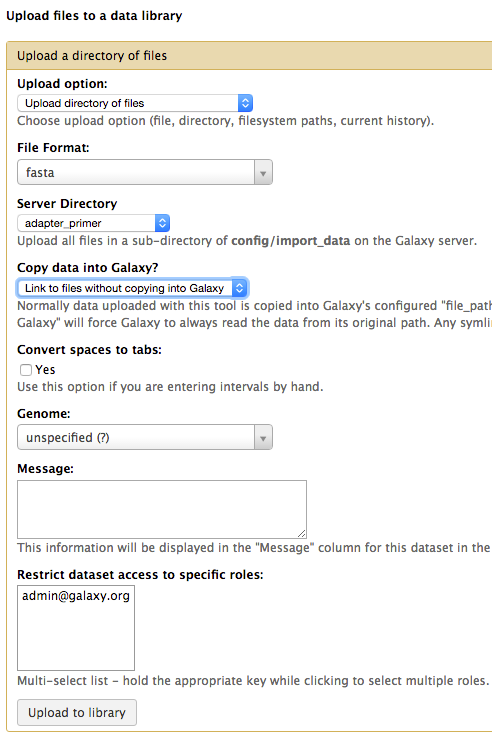 Upload files to a data library
Upload a directory of files
Upload option:
Upload directory of files
Choose upload option (file, directory, filesystem paths, current history).
File Format:
fasta
Server Directory
adapter_primer
Upload all files in a sub-directory of config/import_data on the Galaxy server.
Copy data into Galaxy?
Link to files without copying into Galaxy
Normally data uploaded with this tool is copied into Galaxy's configured "file_path
Galaxy" will force Galaxy to always read the data from its original path. Any symli
Convert spaces to tabs:
Yes
Use this option if you are entering intervals by hand.
Genome:
unspecified (?)
Message:
This information will be displayed in the "Message" column for this dataset in the
Restrict dataset access to specific roles:
admin@galaxy.org
Multi-select list - hold the appropriate key while clicking to select multiple roles.
Upload to library